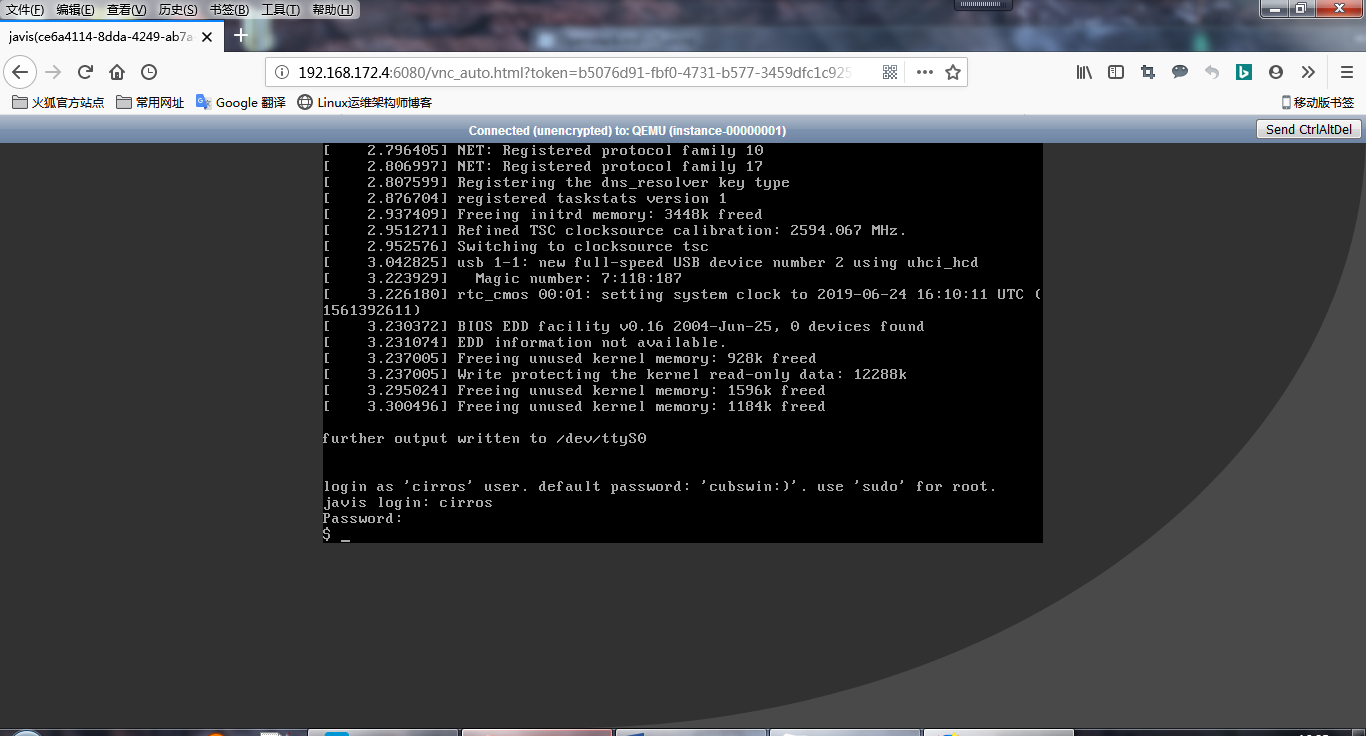 文件(F) 编辑(E) 查看(V) 历史(S) 书签(B) 工具(T) 帮助(H)
javis(ce6a4114-8dda-4249-ab7a
192.168.172.4:6080/vnc_auto.html?token=b5076d91-fbf0-4731-b577-3459dfc1c925
火狐官方站点 常用网址 Google 翻译 Linux运维架构师博客 移动版书签
Connected (unencrypted) to: QEMU (instance-00000001) Send CtrlAltDel
[    2.796405] NET: Registered protocol family 10
[    2.806997] NET: Registered protocol family 17
[    2.807599] Registering the dns_resolver key type
[    2.876704] registered taskstats version 1
[    2.937409] Freeing initrd memory: 3448k freed
[    2.951271] Refined TSC clocksource calibration: 2594.067 MHz.
[    2.952576] Switching to clocksource tsc
[    3.042825] usb 1-1: new full-speed USB device number 2 using uhci_hcd
[    3.223929]   Magic number: 7:118:187
[    3.226180] rtc_cmos 00:01: setting system clock to 2019-06-24 16:10:11 UTC (
1561392611)
[    3.230372] BIOS EDD facility v0.16 2004-Jun-25, 0 devices found
[    3.231074] EDD information not available.
[    3.237005] Freeing unused kernel memory: 928k freed
[    3.237005] Write protecting the kernel read-only data: 12288k
[    3.295024] Freeing unused kernel memory: 1596k freed
[    3.300496] Freeing unused kernel memory: 1184k freed
further output written to /dev/ttyS0
login as 'cirros' user. default password: 'cubswin:)'. use 'sudo' for root.
javis login: cirros
Password:
$ _